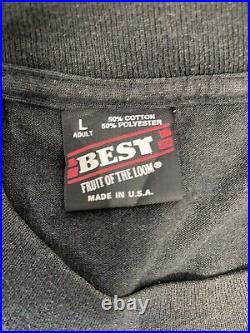 50% COTTON
L 50% POLYESTER
ADULT
BEST
FRUIT OF THE LOOM®
MADE IN U.S.A.